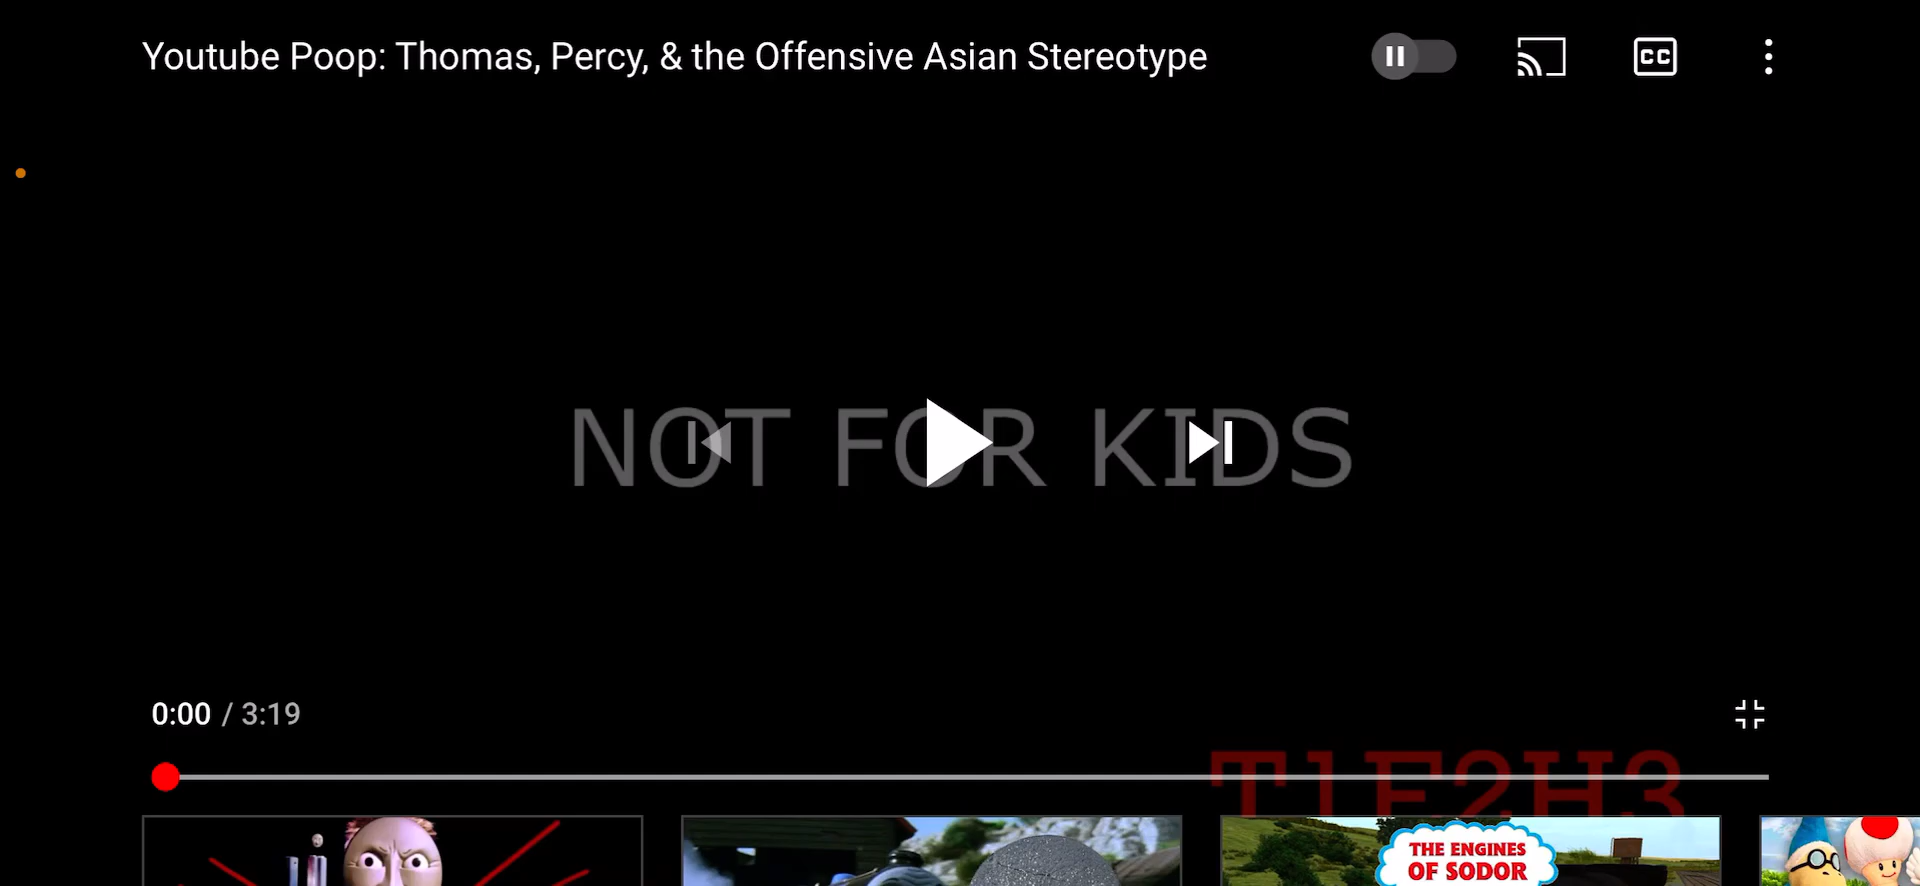 Youtube Poop: Thomas, Percy, & the Offensive Asian Stereotype
CC
NOT FOR KIDS
0:00 / 3:19
T1E2H3
THE ENGINES
OF SODOR